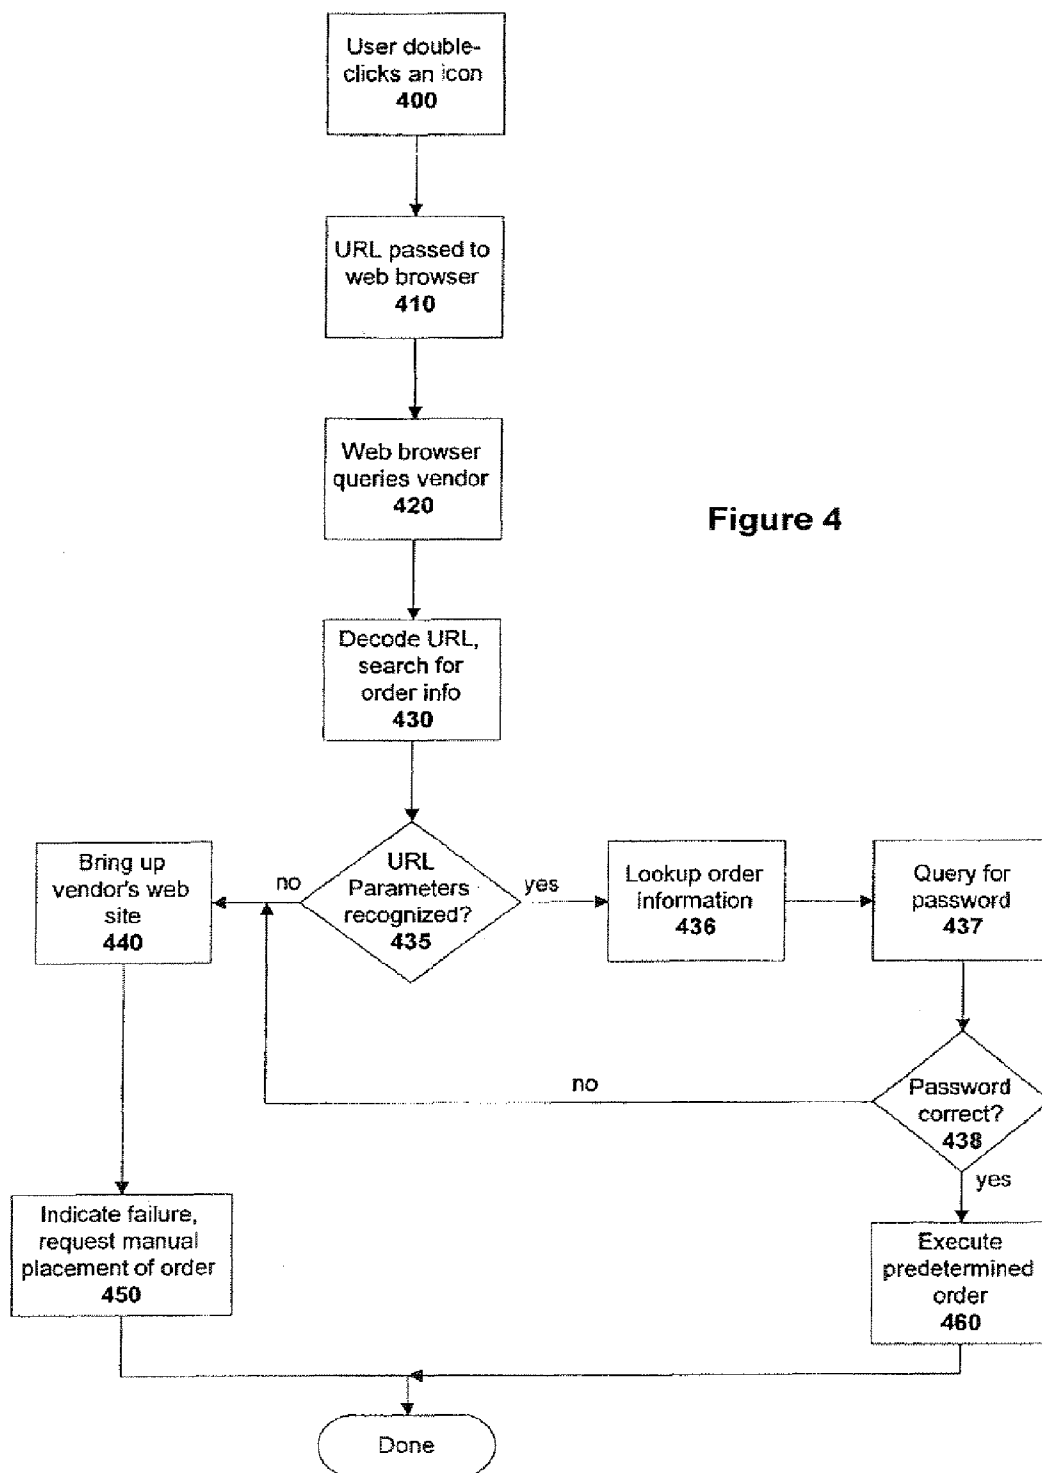 User double-
clicks an icon
400
URL passed to
web browser
410
Web browser
queries vendor
420
Figure 4
Decode URL,
search for
order info
430
Bring up
vendor's web
site
440
no
URL
Parameters
recognized?
435
yes
Lookup order
information
436
Query for
password
437
no
Password
correct?
438
yes
Indicate failure,
request manual
placement of order
450
Execute
predetermined
order
460
Done